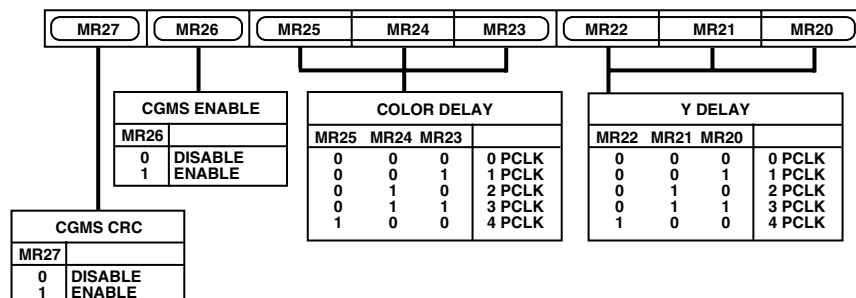 MR27 MR26 MR25 MR24 MR23 MR22 MR21 MR20
CGMS ENABLE
MR26
0 DISABLE
1 ENABLE
COLOR DELAY
MR25 MR24 MR23
0 0 0 0 PCLK
0 0 1 1 PCLK
0 1 0 2 PCLK
0 1 1 3 PCLK
1 0 0 4 PCLK
Y DELAY
MR22 MR21 MR20
0 0 0 0 PCLK
0 0 1 1 PCLK
0 1 0 2 PCLK
0 1 1 3 PCLK
1 0 0 4 PCLK
CGMS CRC
MR27
0 DISABLE
1 ENABLE